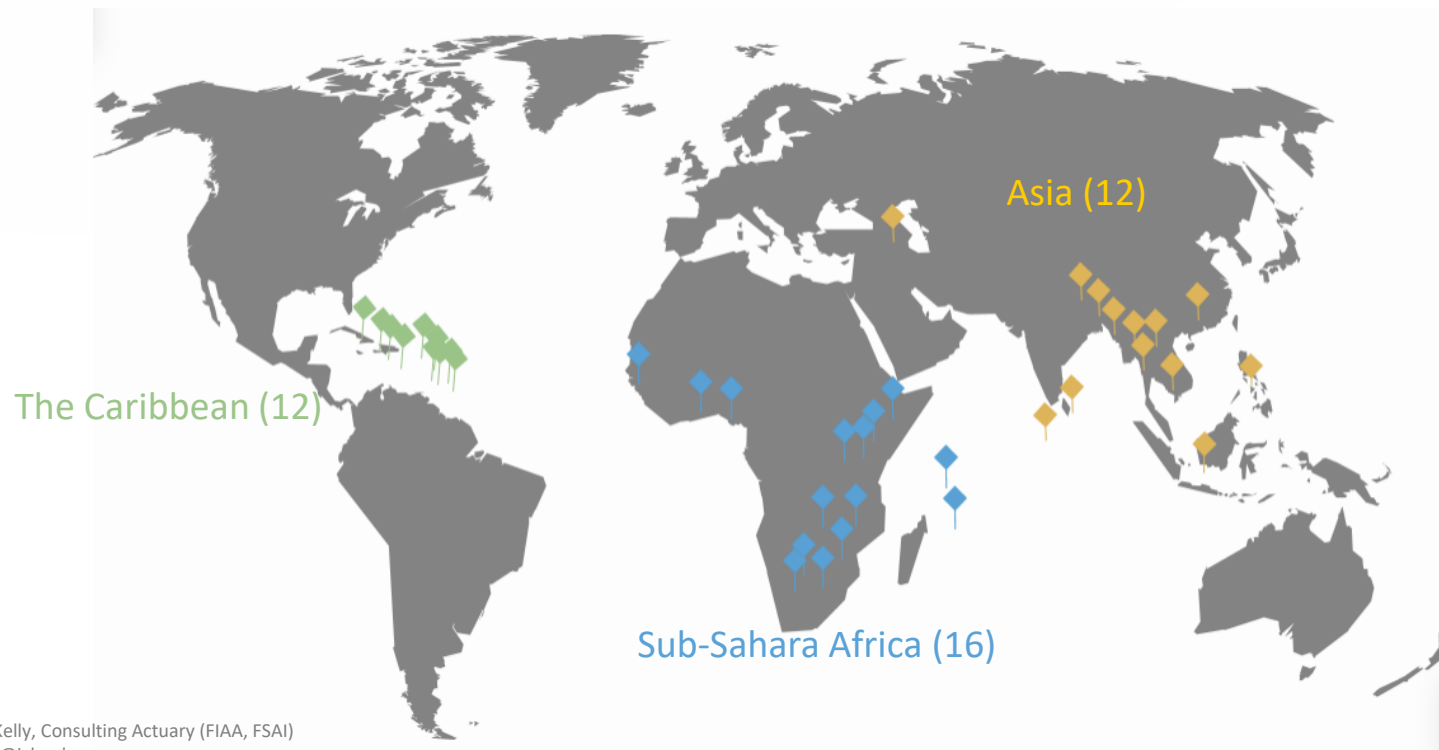 Asia (12)
The Caribbean (12)
Sub-Sahara Africa (16)
Kelly, Consulting Actuary (FIAA, FSAI)